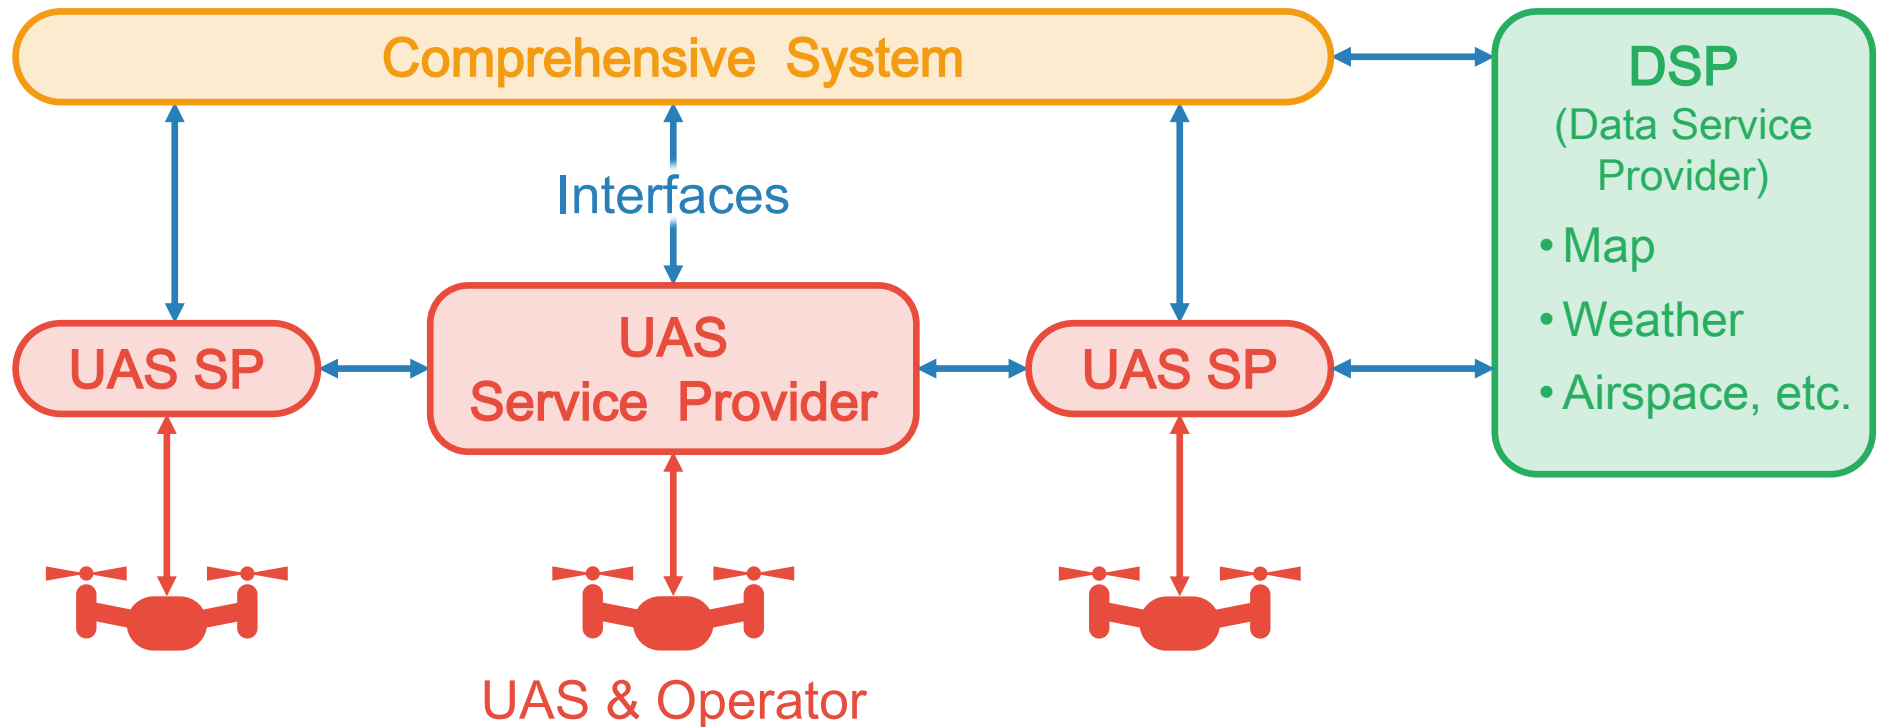 Comprehensive System
DSP
(Data Service
Provider)
• Map
• Weather
• Airspace, etc.
Interfaces
UAS SP
UAS
Service Provider
UAS SP
UAS & Operator